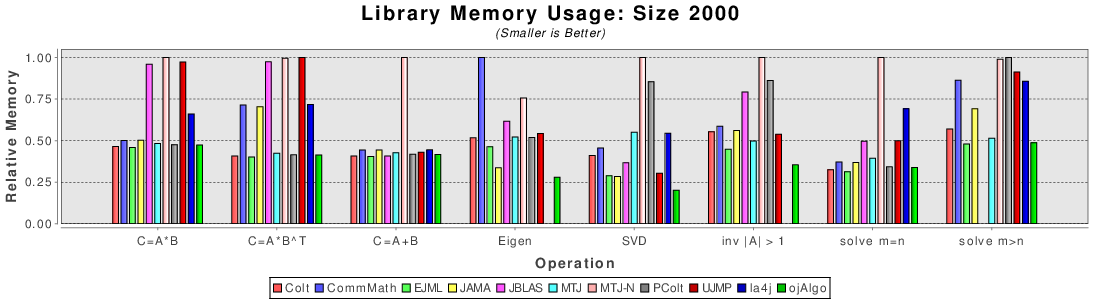 Library Memory Usage: Size 2000
(Smaller is Better)
Relative Memory
1.00
0.75
0.50
0.25
0.00
C=A*B C=A*B^T C=A+B Eigen SVD inv |A| > 1 solve m=n solve m>n
Operation
Colt CommMath EJML JAMA JBLAS MTJ MTJ-N PColt UJMP la4j ojAlgo